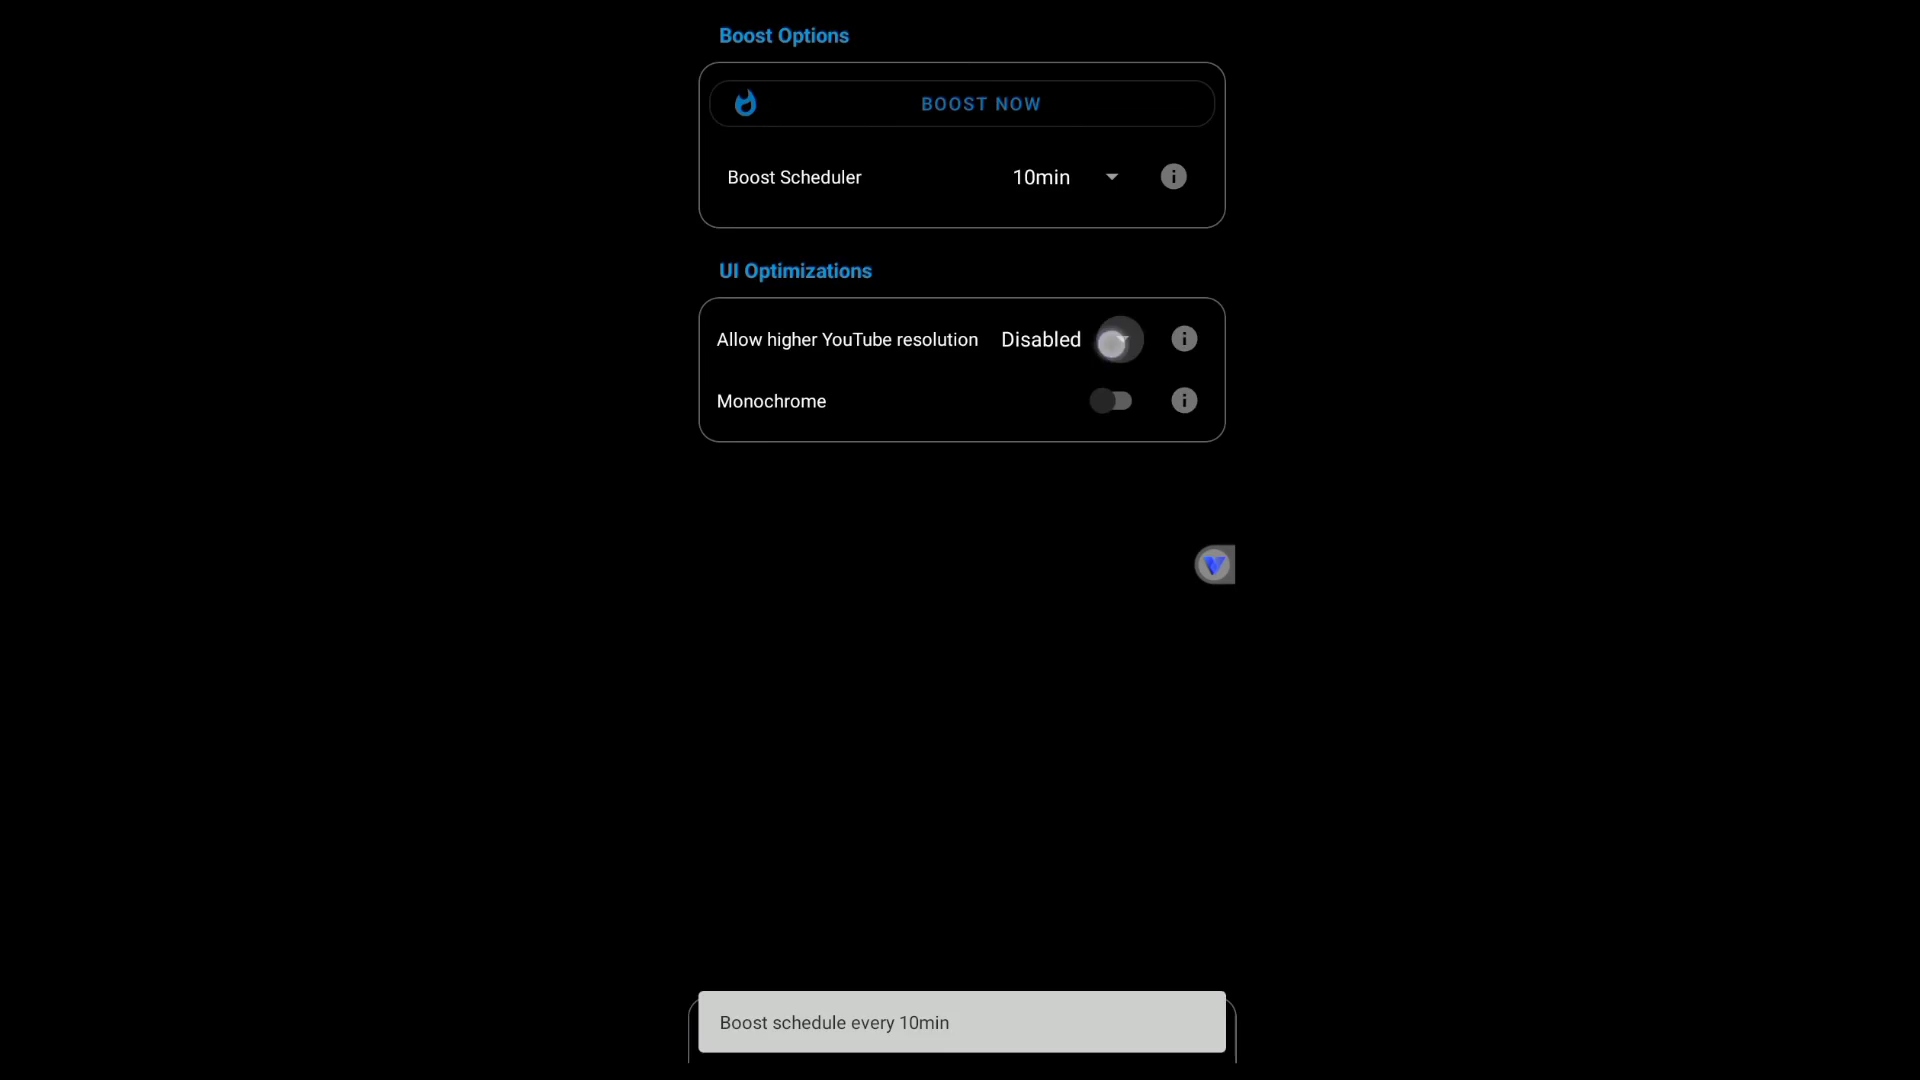 Boost Options
BOOST NOW
Boost Scheduler 10min
UI Optimizations
Allow higher YouTube resolution Disabled
Monochrome
Boost schedule every 10min